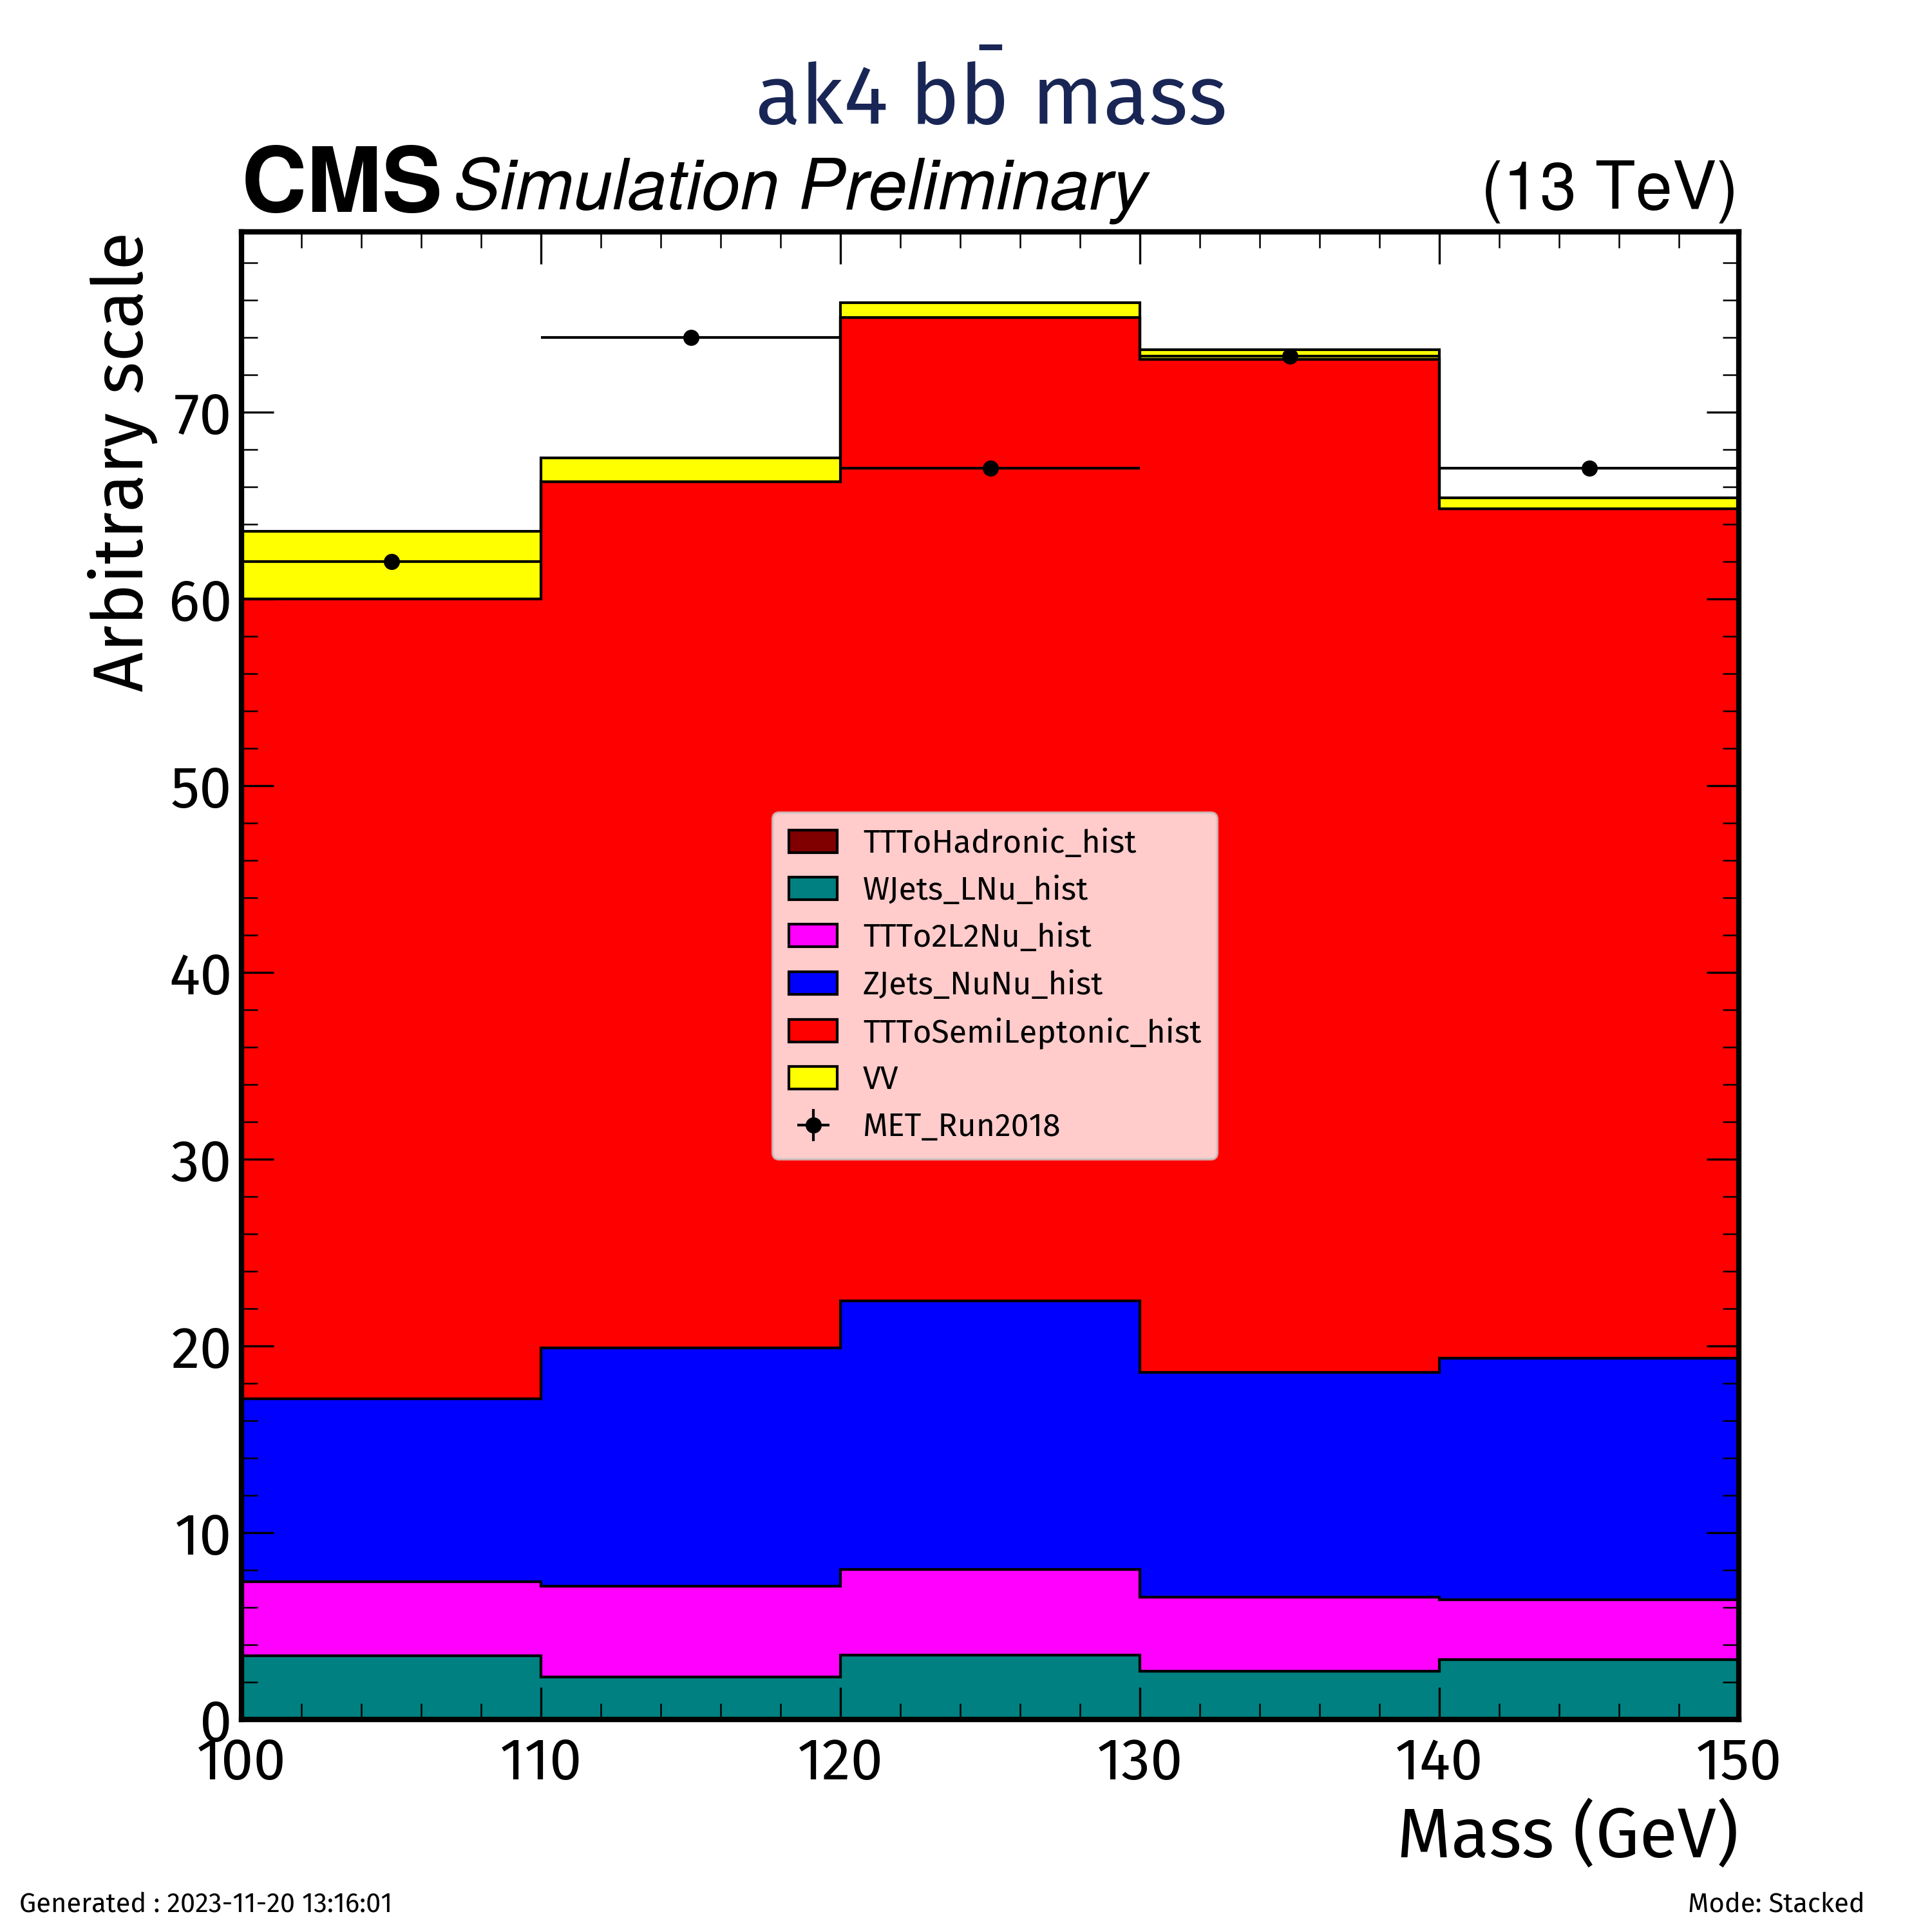 ak4 bb̄ mass
CMS Simulation Preliminary (13 TeV)
Arbitrary scale
70
60
50
40
30
20
10
0
TTToHadronic_hist
WJets_LNu_hist
TTTo2L2Nu_hist
ZJets_NuNu_hist
TTToSemiLeptonic_hist
VV
MET_Run2018
100 110 120 130 140 150
Mass (GeV)
Generated : 2023-11-20 13:16:01 Mode: Stacked